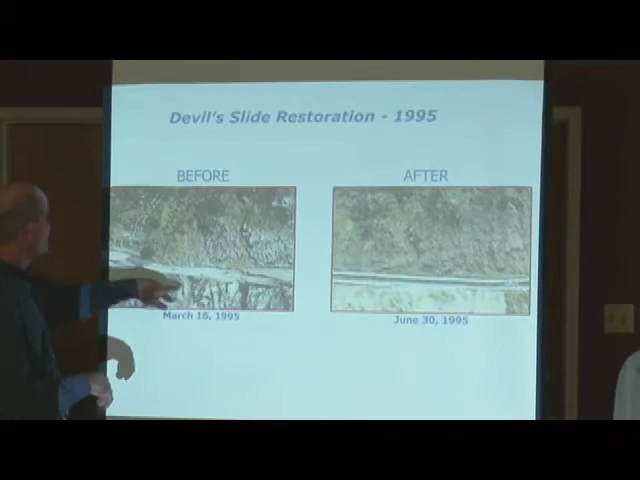 Devil's Slide Restoration - 1995
BEFORE
AFTER
March 16, 1995
June 30, 1995